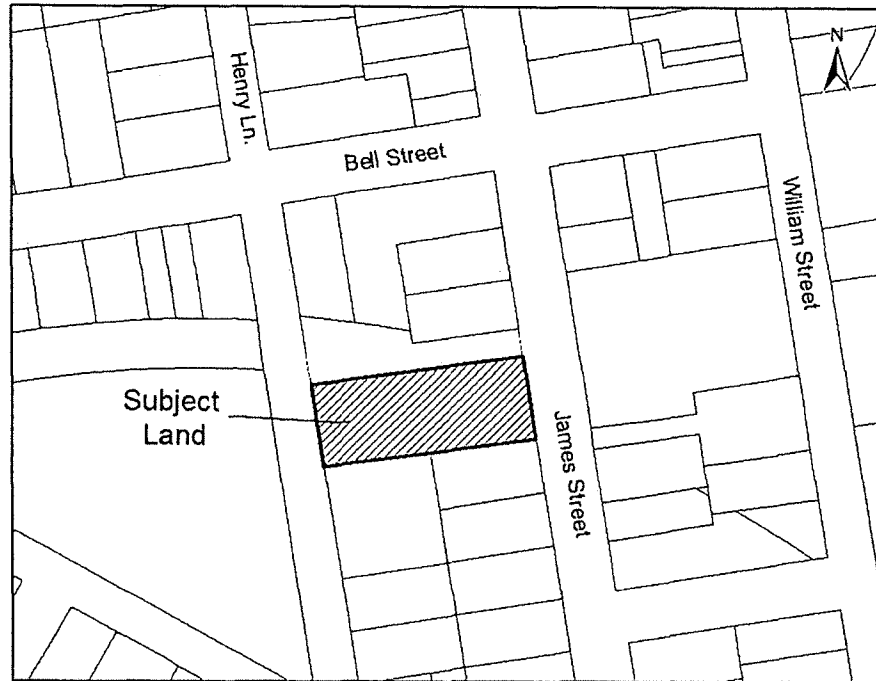 N
Henry Ln.
Bell Street
William Street
Subject
Land
James Street